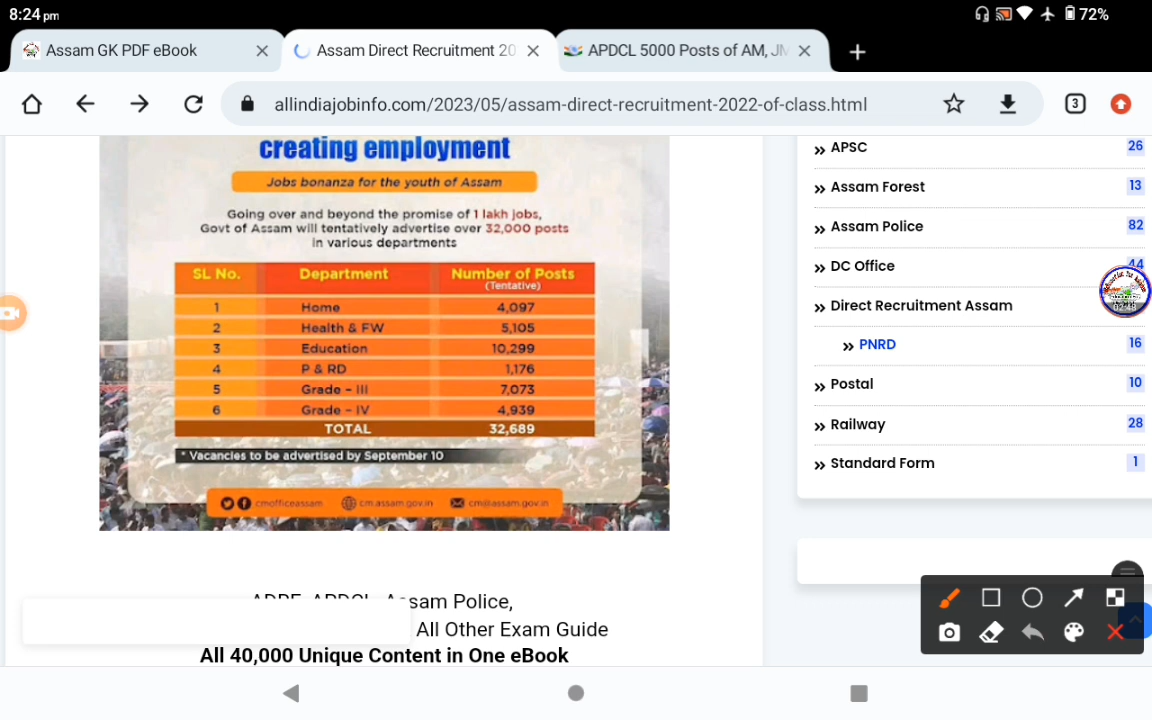 8:24 pm
72%
Assam GK PDF eBook
Assam Direct Recruitment 20
APDCL 5000 Posts of AM, JM
allindiajobinfo.com/2023/05/assam-direct-recruitment-2022-of-class.html
3
creating employment
Jobs bonanza for the youth of Assam
Going over and beyond the promise of 1 lakh jobs,
Govt of Assam will tentatively advertise over 32,000 posts
in various departments
SL No. Department Number of Posts
(Tentative)
1 Home 4,097
2 Health & FW 5,105
3 Education 10,299
4 P & RD 1,176
5 Grade – III 7,073
6 Grade – IV 4,939
TOTAL 32,689
* Vacancies to be advertised by September 10
cmofficeassam cm.assam.gov.in cm@assam.gov.in
Assam Police,
All Other Exam Guide
All 40,000 Unique Content in One eBook
APSC 26
Assam Forest 13
Assam Police 82
DC Office 44
Direct Recruitment Assam
PNRD 16
Postal 10
Railway 28
Standard Form 1